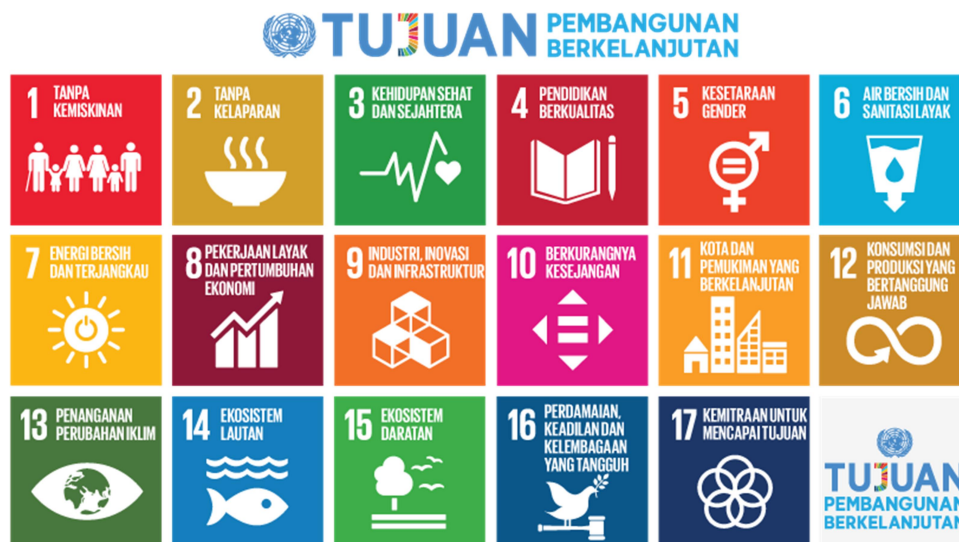 TUJUAN PEMBANGUNAN
BERKELANJUTAN
1 TANPA
KEMISKINAN
2 TANPA
KELAPARAN
3 KEHIDUPAN SEHAT
DAN SEJAHTERA
4 PENDIDIKAN
BERKUALITAS
5 KESETARAAN
GENDER
6 AIR BERSIH DAN
SANITASI LAYAK
7 ENERGI BERSIH
DAN TERJANGKAU
8 PEKERJAAN LAYAK
DAN PERTUMBUHAN
EKONOMI
9 INDUSTRI, INOVASI
DAN INFRASTRUKTUR
10 BERKURANGNYA
KESEJANGAN
11 KOTA DAN
PEMUKIMAN YANG
BERKELANJUTAN
12 KONSUMSI DAN
PRODUKSI YANG
BERTANGGUNG
JAWAB
13 PENANGANAN
PERUBAHAN IKLIM
14 EKOSISTEM
LAUTAN
15 EKOSISTEM
DARATAN
16 PERDAMAIAN,
KEADILAN DAN
KELEMBAGAAN
YANG TANGGUH
17 KEMITRAAN UNTUK
MENCAPAI TUJUAN
TUJUAN
PEMBANGUNAN
BERKELANJUTAN